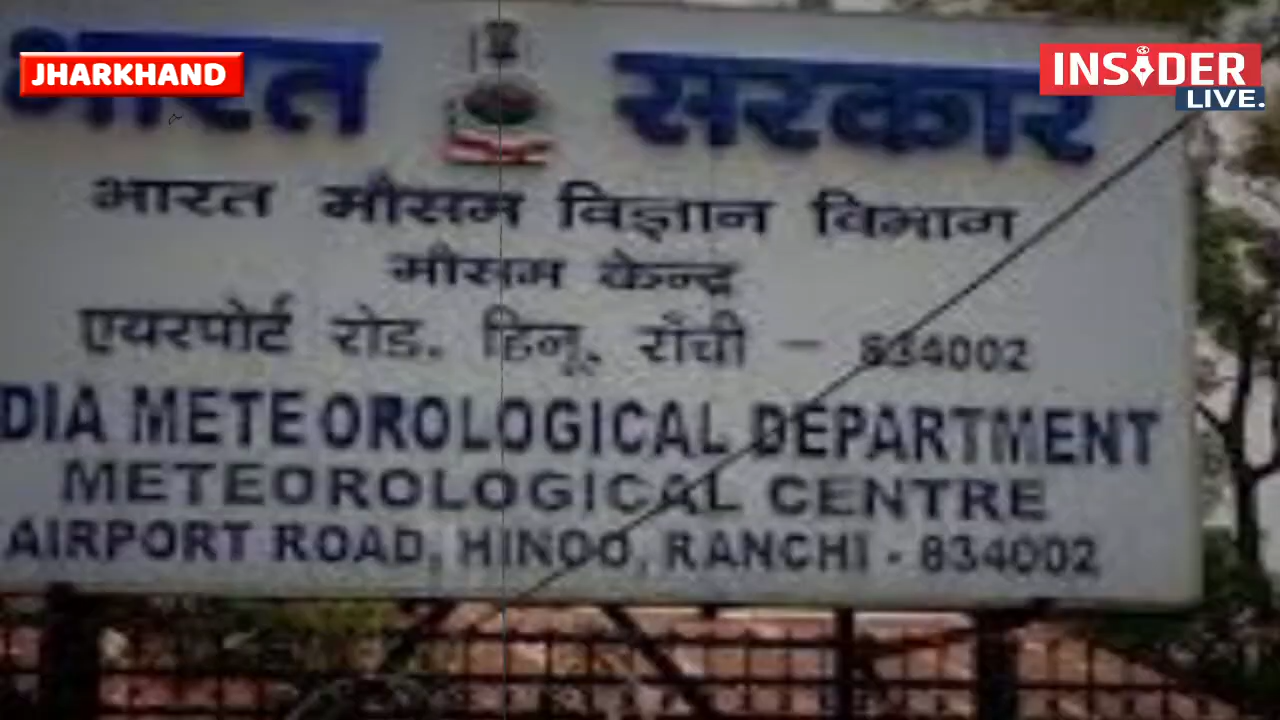 JHARKHAND
INSIDER
LIVE.
भारत सरकार
भारत मौसम विज्ञान विभाग
मौसम केन्द्र
एयरपोर्ट रोड. हिनू. राँची - 834002
DIA METEOROLOGICAL DEPARTMENT
METEOROLOGICAL CENTRE
AIRPORT ROAD, HINOO, RANCHI - 834002